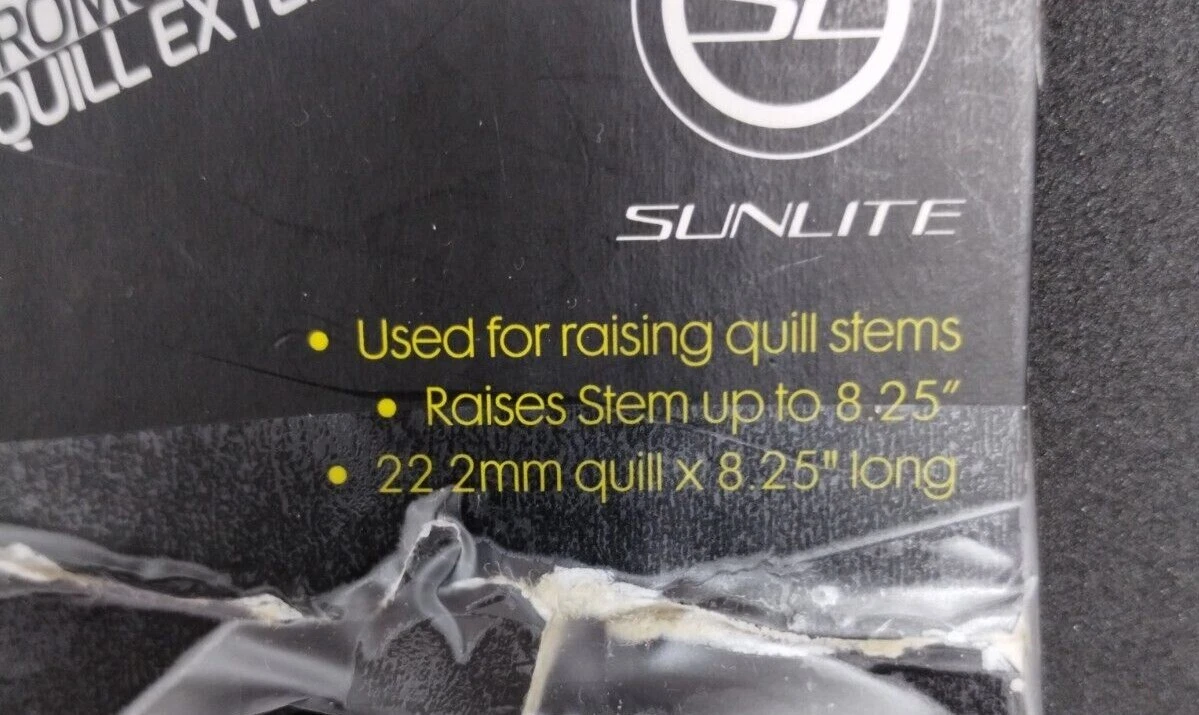 QUILL
SUNLITE
• Used for raising quill stems
• Raises Stem up to 8.25"
• 22.2mm quill x 8.25" long